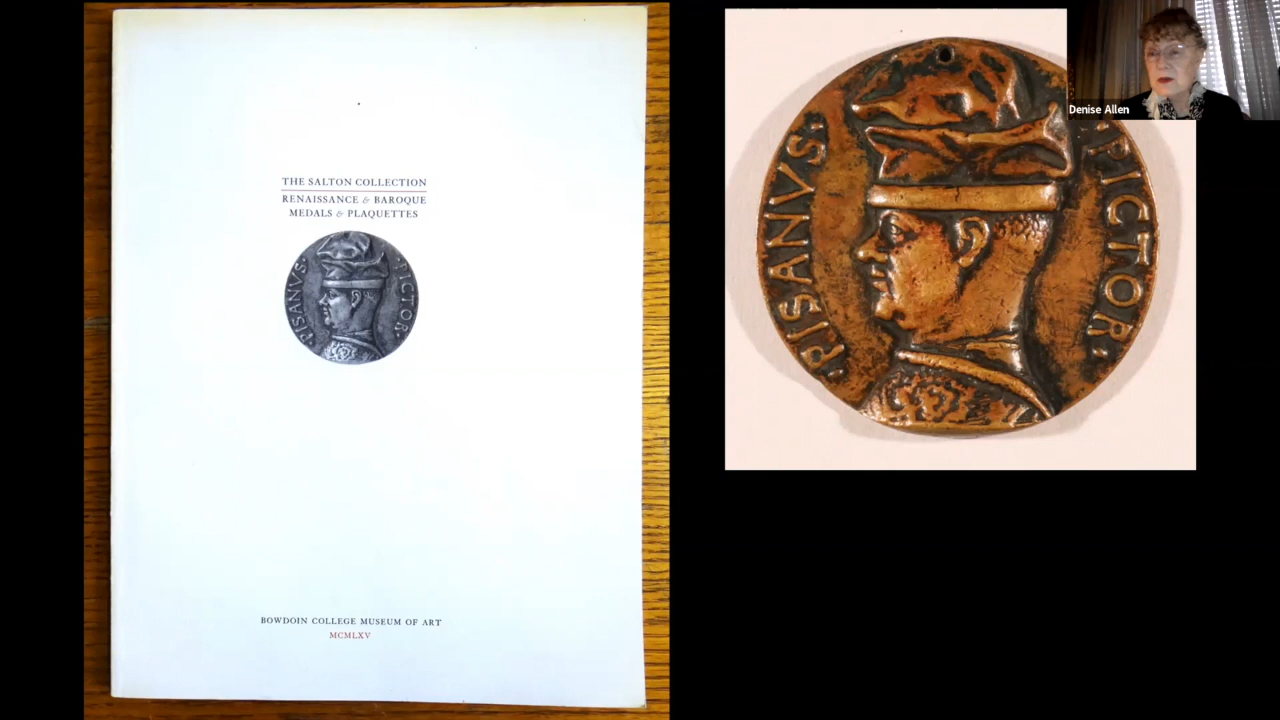 THE SALTON COLLECTION
RENAISSANCE & BAROQUE
MEDALS & PLAQUETTES
·PISANVS·
·PICTOR·
BOWDOIN COLLEGE MUSEUM OF ART
MCMLXV
·PISANVS·
·PICTOR·
Denise Allen